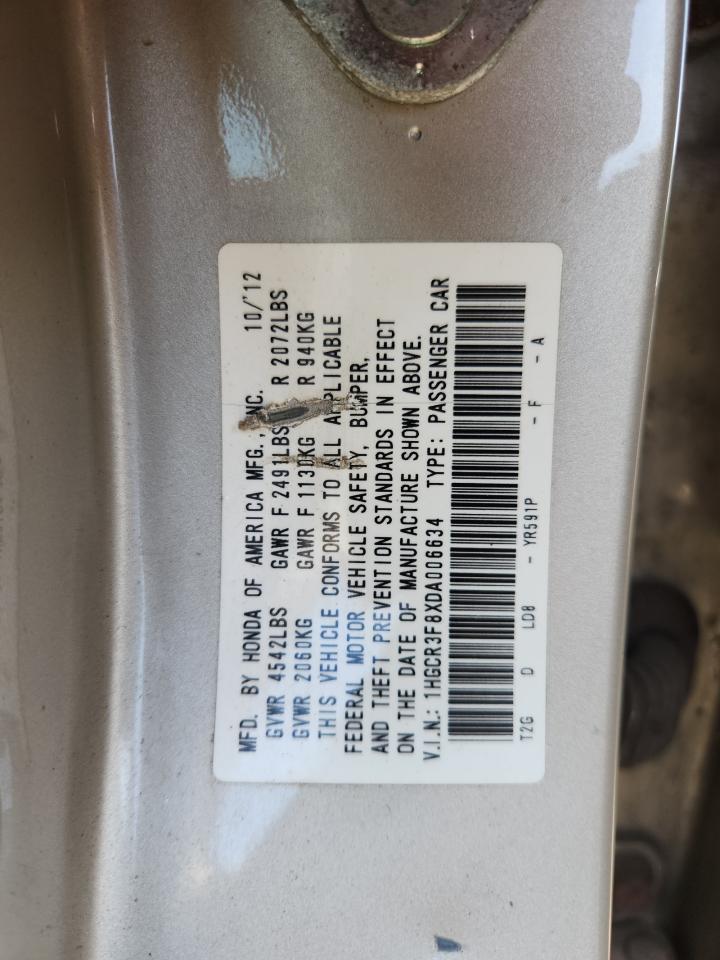 MFD. BY HONDA OF AMERICA MFG., INC. 10/'12
GVWR 4542LBS GAWR F 2491LBS R 2072LBS
GVWR 2060KG GAWR F 1130KG R 940KG
THIS VEHICLE CONFORMS TO ALL APPLICABLE
FEDERAL MOTOR VEHICLE SAFETY, BUMPER,
AND THEFT PREVENTION STANDARDS IN EFFECT
ON THE DATE OF MANUFACTURE SHOWN ABOVE.
V.I.N.: 1HGCR3F8XDA006634 TYPE: PASSENGER CAR
T2G D LD8 - YR591P - F - A